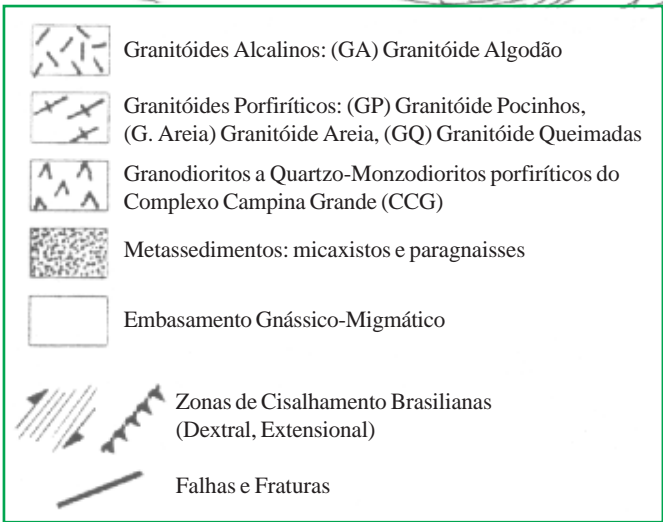 Granitóides Alcalinos: (GA) Granitóide Algodão
Granitóides Porfiríticos: (GP) Granitóide Pocinhos,
(G. Areia) Granitóide Areia, (GQ) Granitóide Queimadas
Granodioritos a Quartzo-Monzodioritos porfiríticos do
Complexo Campina Grande (CCG)
Metassedimentos: micaxistos e paragnaisses
Embasamento Gnássico-Migmático
Zonas de Cisalhamento Brasilianas
(Dextral, Extensional)
Falhas e Fraturas